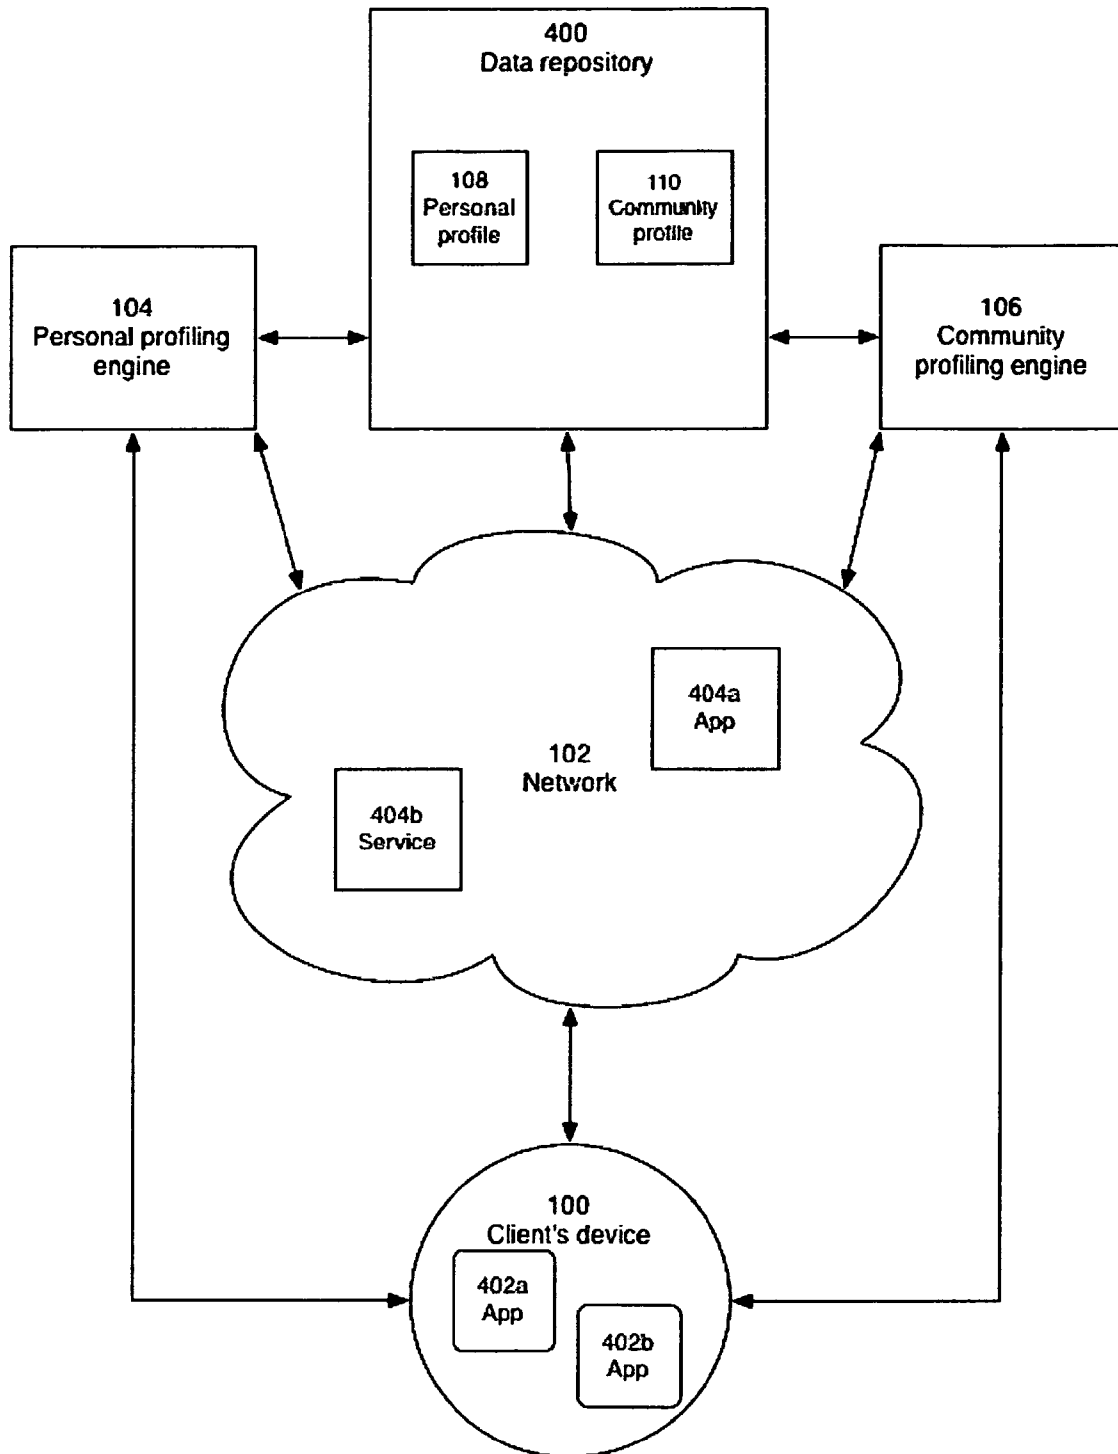 400
Data repository
108
Personal
profile
110
Community
profile
104
Personal profiling
engine
106
Community
profiling engine
404a
App
102
Network
404b
Service
100
Client's device
402a
App
402b
App